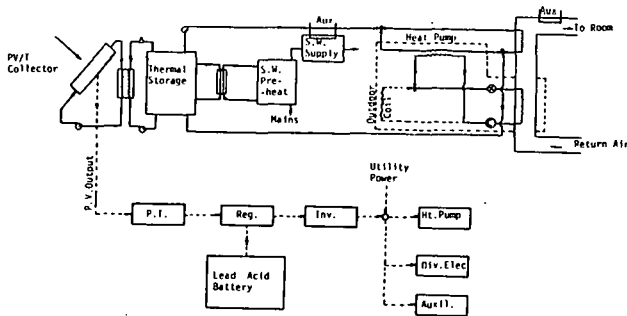 Aux
Aux
To Room
PV/T
Collector
Thermal
Storage
S.W.
Supply
S.W.
Pre-
heat
Mains
Heat Pump
Outdoor
Coil
Return Air
P.V.Output
Utility
Power
P.T.
Reg.
Inv.
Ht.Pump
Lead Acid
Battery
Div.Elec
Auxil.